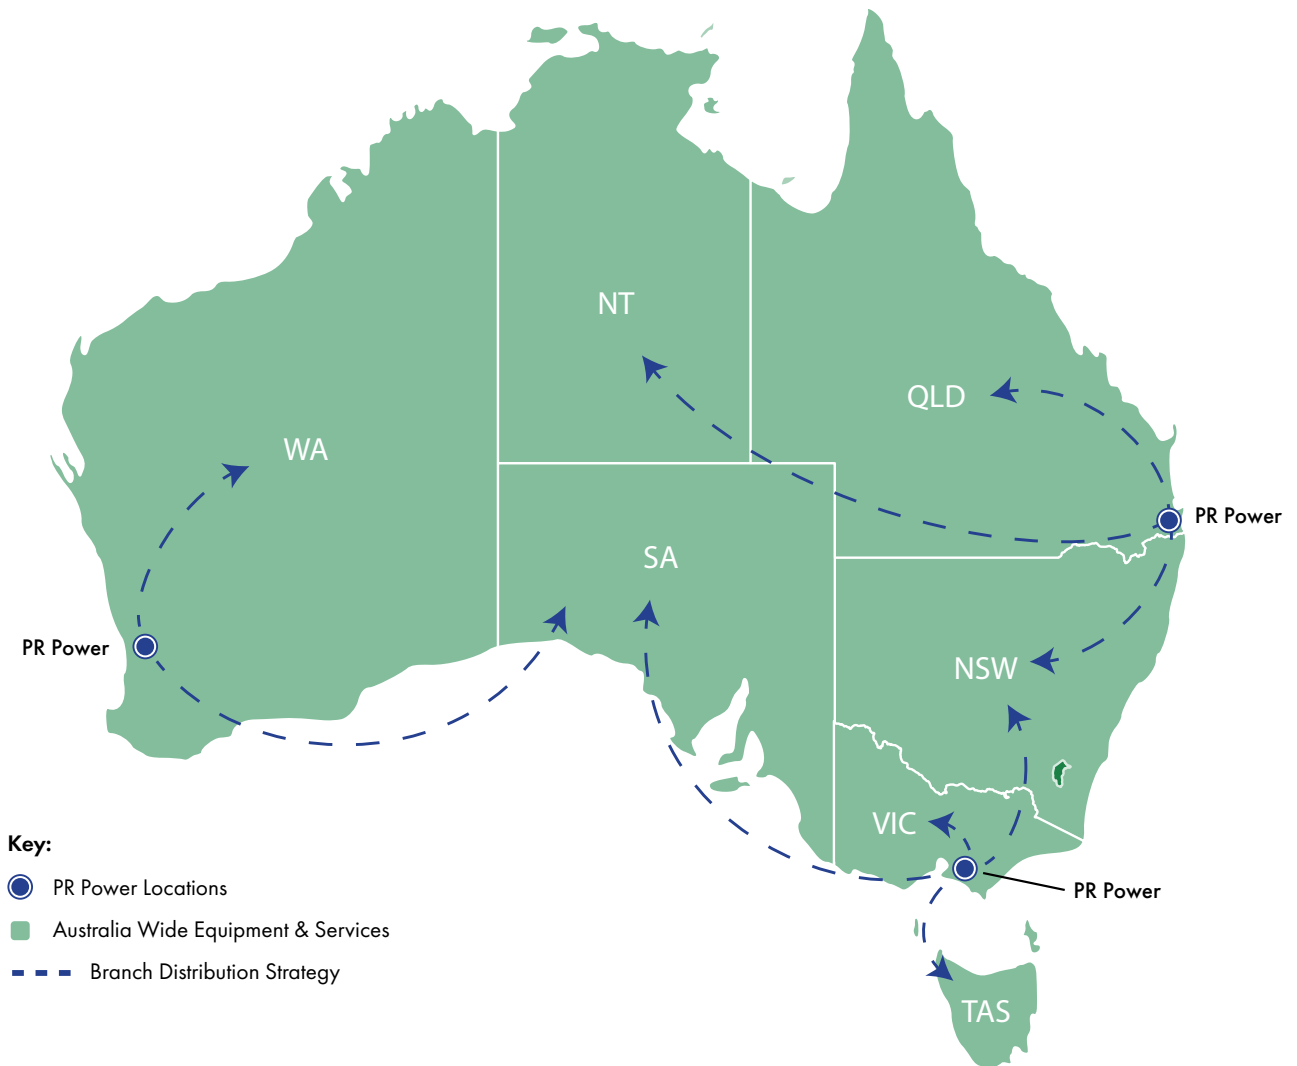 NT
QLD
WA
PR Power
SA
PR Power
NSW
VIC
Key:
PR Power Locations
PR Power
Australia Wide Equipment & Services
Branch Distribution Strategy
TAS